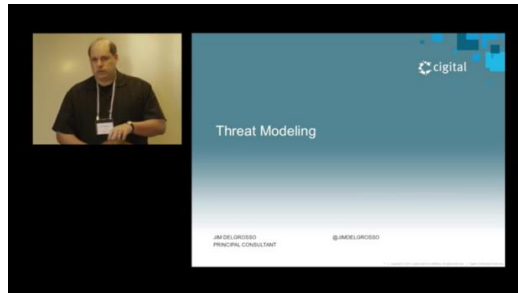 cigital
Threat Modeling
JIM DELGROSSO
@JIMDELGROSSO
PRINCIPAL CONSULTANT